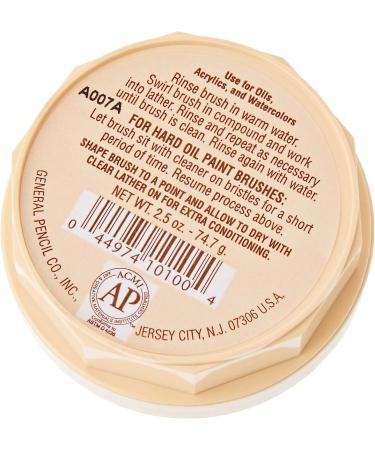 Use for Oils,
Acrylics, and Watercolors
Rinse brush in warm water.
Swirl brush in compound and work
into lather. Rinse and repeat as necessary
until brush is clean. Rinse again with water.
A007A
FOR HARD OIL PAINT BRUSHES:
Let brush sit with cleaner on bristles for a short
period of time. Resume process above.
SHAPE BRUSH TO A POINT AND ALLOW TO DRY WITH
CLEAR LATHER ON FOR EXTRA CONDITIONING.
NET WT. 2.5 oz - 74.7 g.
0 44974 10100 4
GENERAL PENCIL CO., INC.,
JERSEY CITY, N.J. 07306 U.S.A.
ACMI
AP